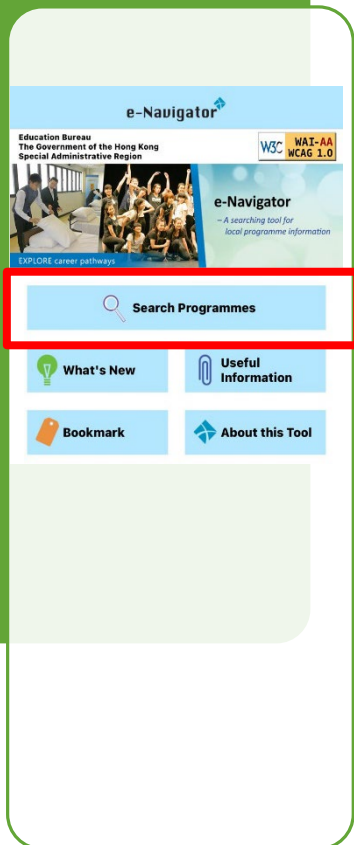 e-Navigator
Education Bureau
The Government of the Hong Kong
Special Administrative Region
W3C WAI-AA
WCAG 1.0
e-Navigator
– A searching tool for
local programme information
EXPLORE career pathways
Search Programmes
What's New
Useful
Information
Bookmark
About this Tool